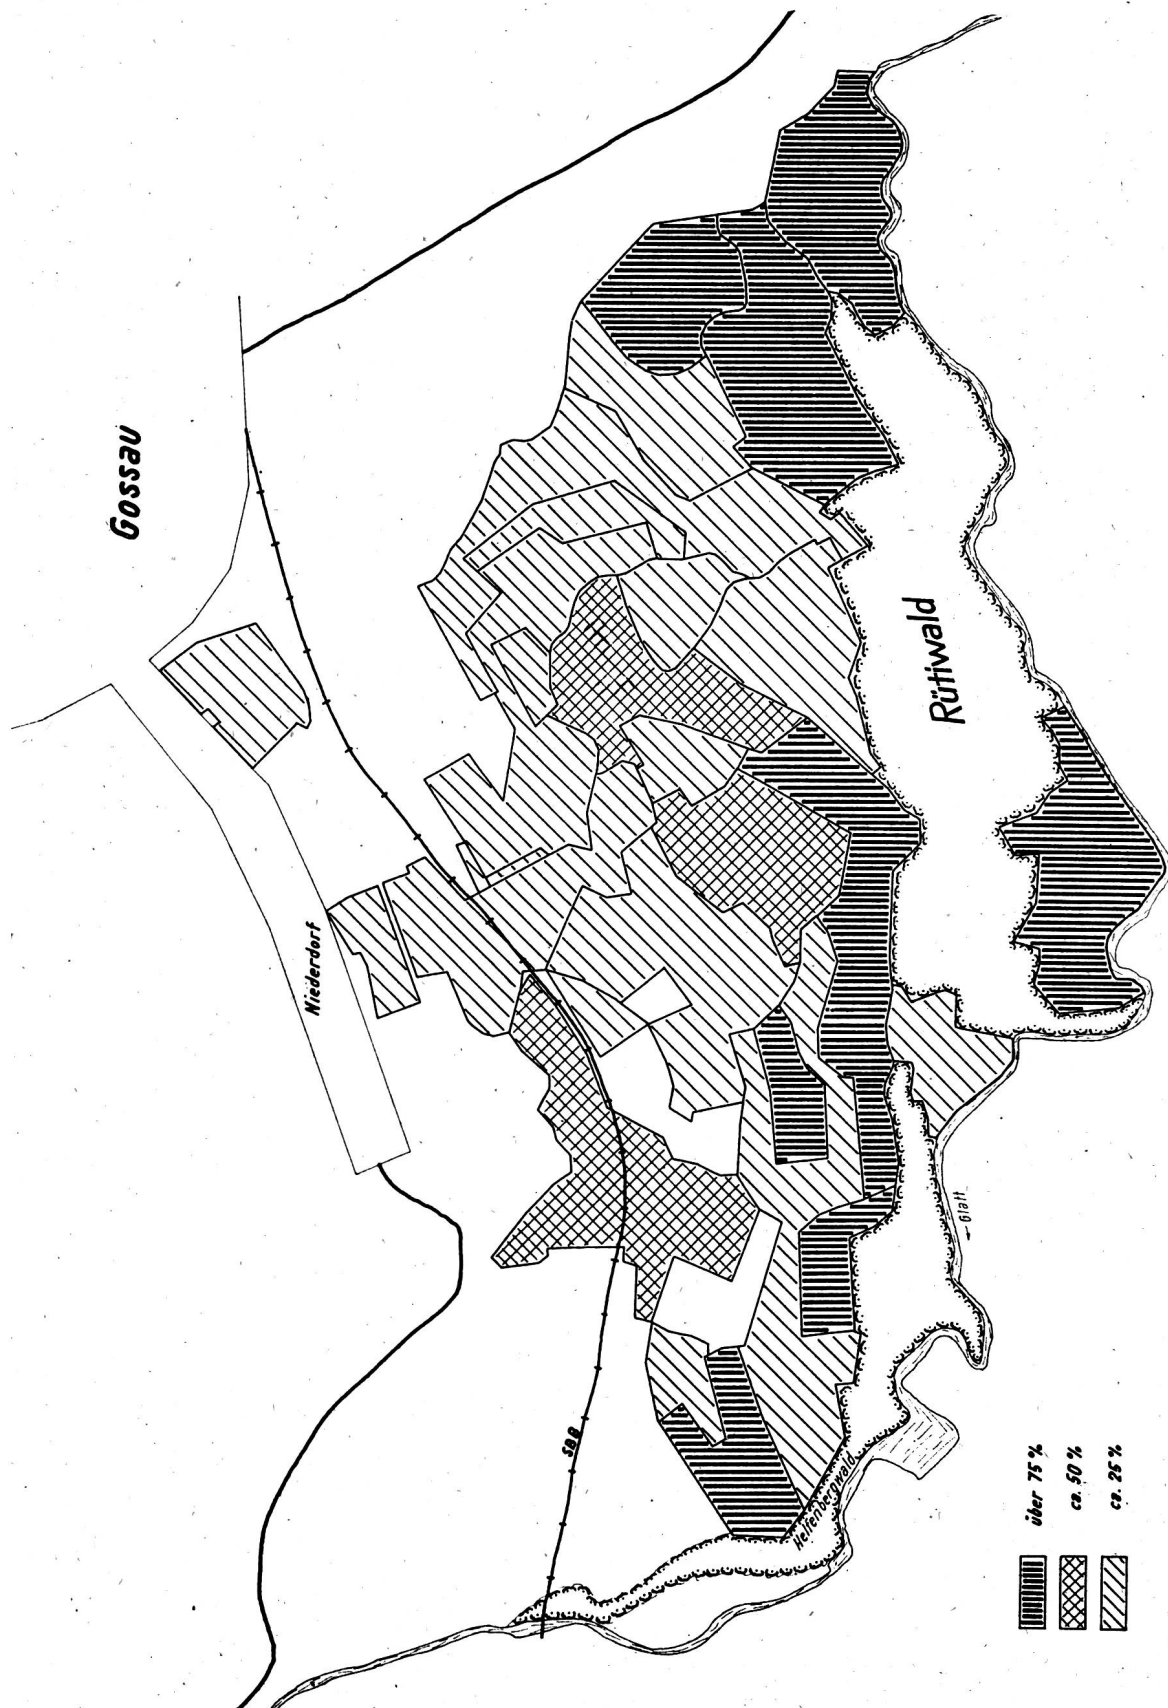 Gossau
Niederdorf
Rütiwald
SBB
Helfenbergwald
← Glatt
über 75 %
ca. 50 %
ca. 25 %